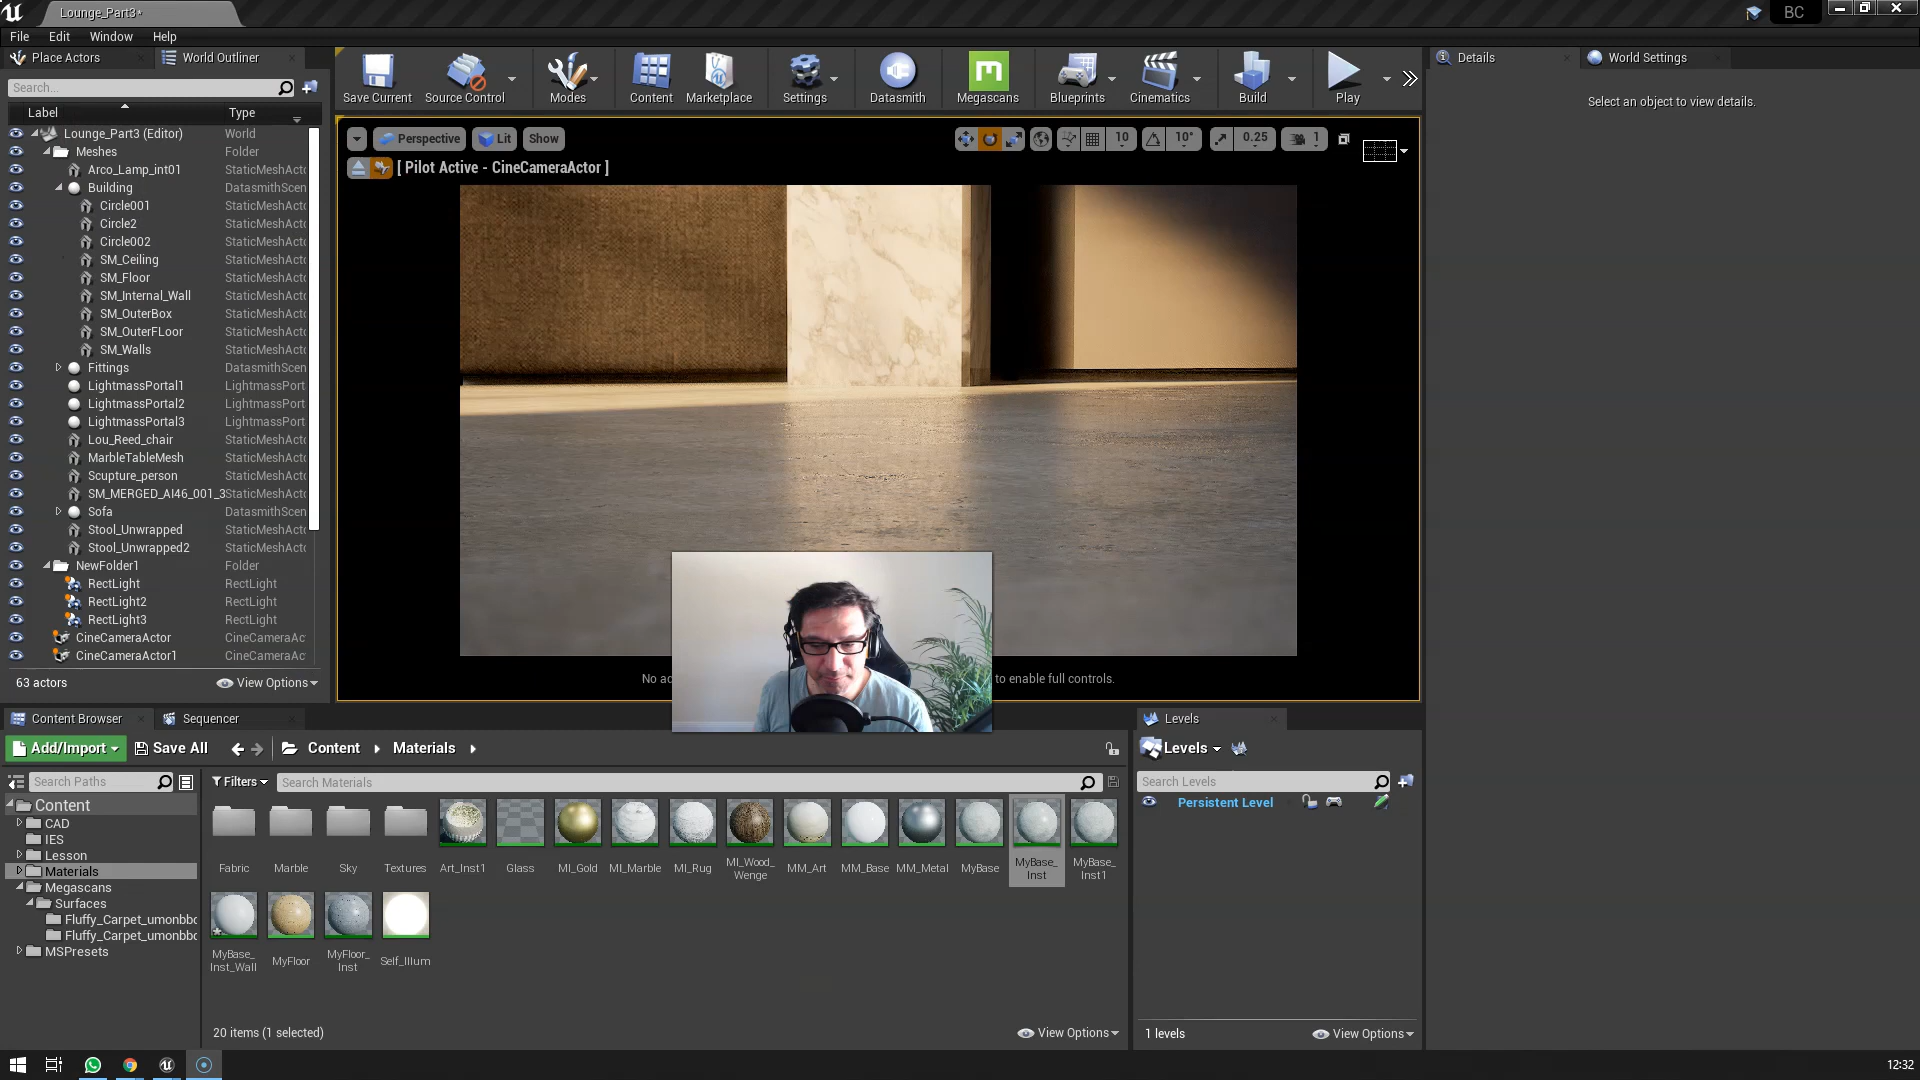 Lounge_Part3*
BC
File
Edit
Window
Help
Place Actors
World Outliner
Search...
Label
Type
Lounge_Part3 (Editor)
World
Meshes
Folder
Arco_Lamp_int01
StaticMeshActo
Building
DatasmithScen
Circle001
StaticMeshActo
Circle2
StaticMeshActo
Circle002
StaticMeshActo
SM_Ceiling
StaticMeshActo
SM_Floor
StaticMeshActo
SM_Internal_Wall
StaticMeshActo
SM_OuterBox
StaticMeshActo
SM_OuterFLoor
StaticMeshActo
SM_Walls
StaticMeshActo
Fittings
DatasmithScen
LightmassPortal1
LightmassPort
LightmassPortal2
LightmassPort
LightmassPortal3
LightmassPort
Lou_Reed_chair
StaticMeshActo
MarbleTableMesh
StaticMeshActo
Scupture_person
StaticMeshActo
SM_MERGED_AI46_001_3
StaticMeshActo
Sofa
DatasmithScen
Stool_Unwrapped
StaticMeshActo
Stool_Unwrapped2
StaticMeshActo
NewFolder1
Folder
RectLight
RectLight
RectLight2
RectLight
RectLight3
RectLight
CineCameraActor
CineCameraAc
CineCameraActor1
CineCameraAc
63 actors
View Options
Save Current
Source Control
Modes
Content
Marketplace
Settings
Datasmith
Megascans
Blueprints
Cinematics
Build
Play
Perspective
Lit
Show
10
10°
0.25
1
[ Pilot Active - CineCameraActor ]
No ac
to enable full controls.
Details
World Settings
Select an object to view details.
Content Browser
Sequencer
Add/Import
Save All
Content
Materials
Search Paths
Filters
Search Materials
Content
CAD
IES
Lesson
Materials
Megascans
Surfaces
Fluffy_Carpet_umonbbc
Fluffy_Carpet_umonbbc
MSPresets
Fabric
Marble
Sky
Textures
Art_Inst1
Glass
MI_Gold
MI_Marble
MI_Rug
MI_Wood_
Wenge
MM_Art
MM_Base
MM_Metal
MyBase
MyBase_
Inst
MyBase_
Inst1
MyBase_
Inst_Wall
MyFloor
MyFloor_
Inst
Self_Illum
20 items (1 selected)
View Options
Levels
Levels
Search Levels
Persistent Level
1 levels
View Options
12:32